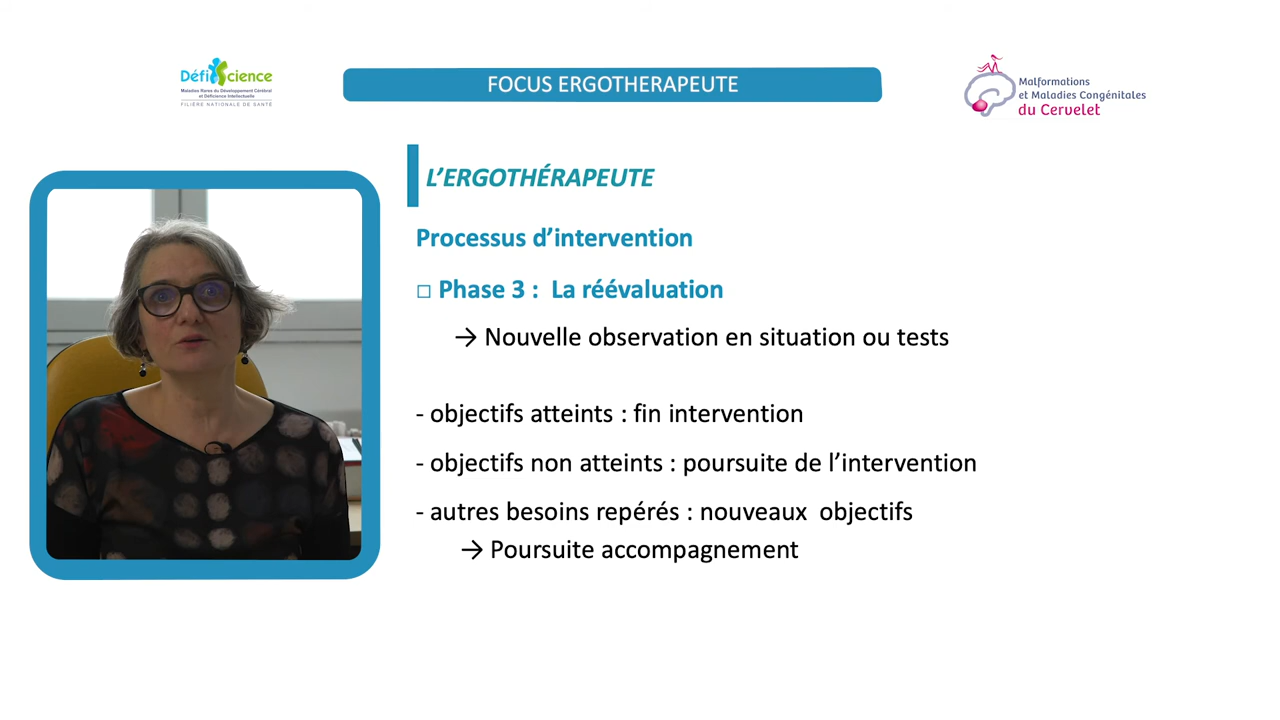 DéfiScience
Maladies Rares du Développement Cérébral
et Déficience Intellectuelle
FILIÈRE NATIONALE DE SANTÉ
FOCUS ERGOTHERAPEUTE
Malformations
et Maladies Congénitales
du Cervelet
L’ERGOTHÉRAPEUTE
Processus d’intervention
□ Phase 3 : La réévaluation
→ Nouvelle observation en situation ou tests
- objectifs atteints : fin intervention
- objectifs non atteints : poursuite de l’intervention
- autres besoins repérés : nouveaux objectifs
→ Poursuite accompagnement